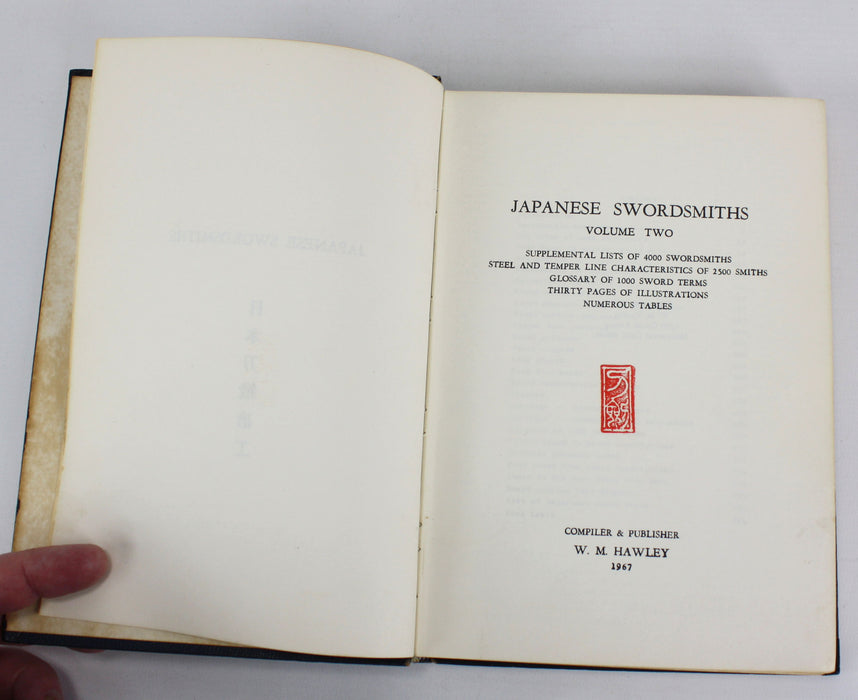 JAPANESE SWORDSMITHS
VOLUME TWO
SUPPLEMENTAL LISTS OF 4000 SWORDSMITHS
STEEL AND TEMPER LINE CHARACTERISTICS OF 2500 SMITHS
GLOSSARY OF 1000 SWORD TERMS
THIRTY PAGES OF ILLUSTRATIONS
NUMEROUS TABLES
COMPILER & PUBLISHER
W. M. HAWLEY
1967